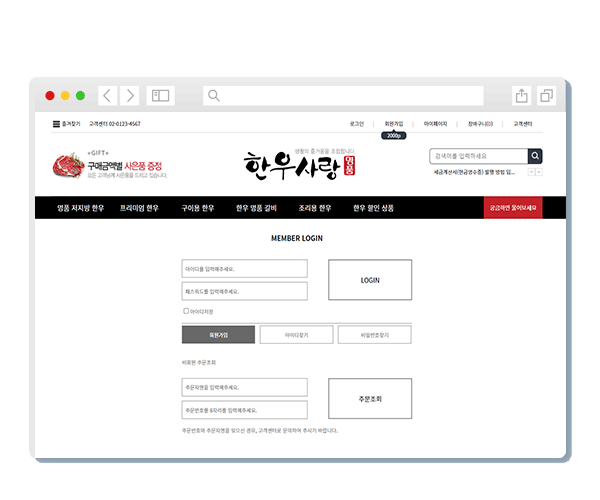 즐겨찾기 고객센터 02-0123-4567
로그인 | 회원가입 | 마이페이지 | 장바구니(0) | 고객센터
2000p
+GIFT+
구매금액별 사은품 증정
모든 고객님께 사은품을 드리고 있습니다.
생활의 즐거움을 조합합니다.
한우사랑 명품
검색어를 입력하세요
세금계산서(현금영수증) 발행 방법 입...
명품 저지방 한우 프리미엄 한우 구이용 한우 한우 명품 갈비 조리용 한우 한우 할인 상품 궁금하면 물어보세요
MEMBER LOGIN
아이디를 입력해주세요.
패스워드를 입력해주세요.
LOGIN
아이디저장
회원가입 아이디찾기 비밀번호찾기
비회원 주문조회
주문자명을 입력해주세요.
주문번호를 8자리를 입력해주세요.
주문조회
주문번호와 주문자명을 잊으신 경우, 고객센터로 문의하여 주시기 바랍니다.